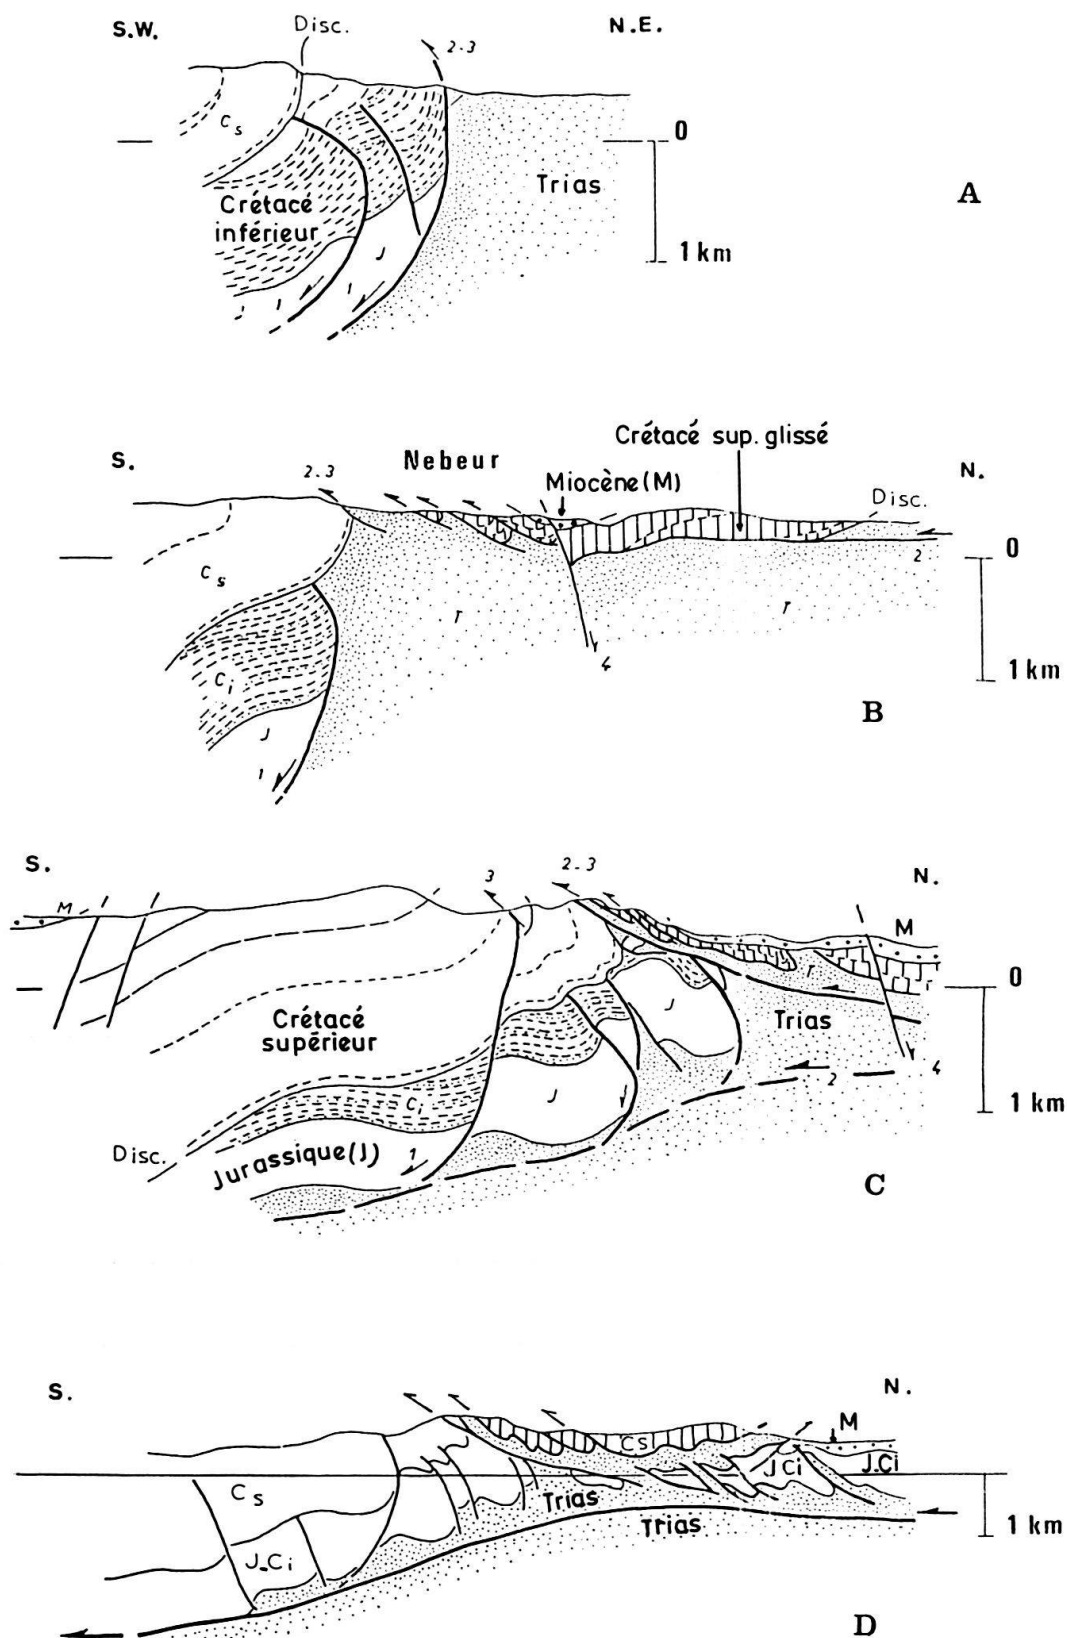 S.W.
Disc.
2-3
N.E.
Cs
0
Trias
A
Crétacé
inférieur
J
1 km
1
1
S.
2-3
Nebeur
Crétacé sup. glissé
Miocène (M)
N.
Disc.
2
0
Cs
T
T
4
Ci
1 km
J
B
1
S.
3
2-3
N.
M
M
T
r
0
Crétacé
supérieur
J
Trias
Ci
J
2
4
1 km
Disc.
Jurassique (J)
1
C
S.
N.
M
Cs
J.Ci
J.Ci
Cs
Trias
Trias
1 km
J.Ci
D